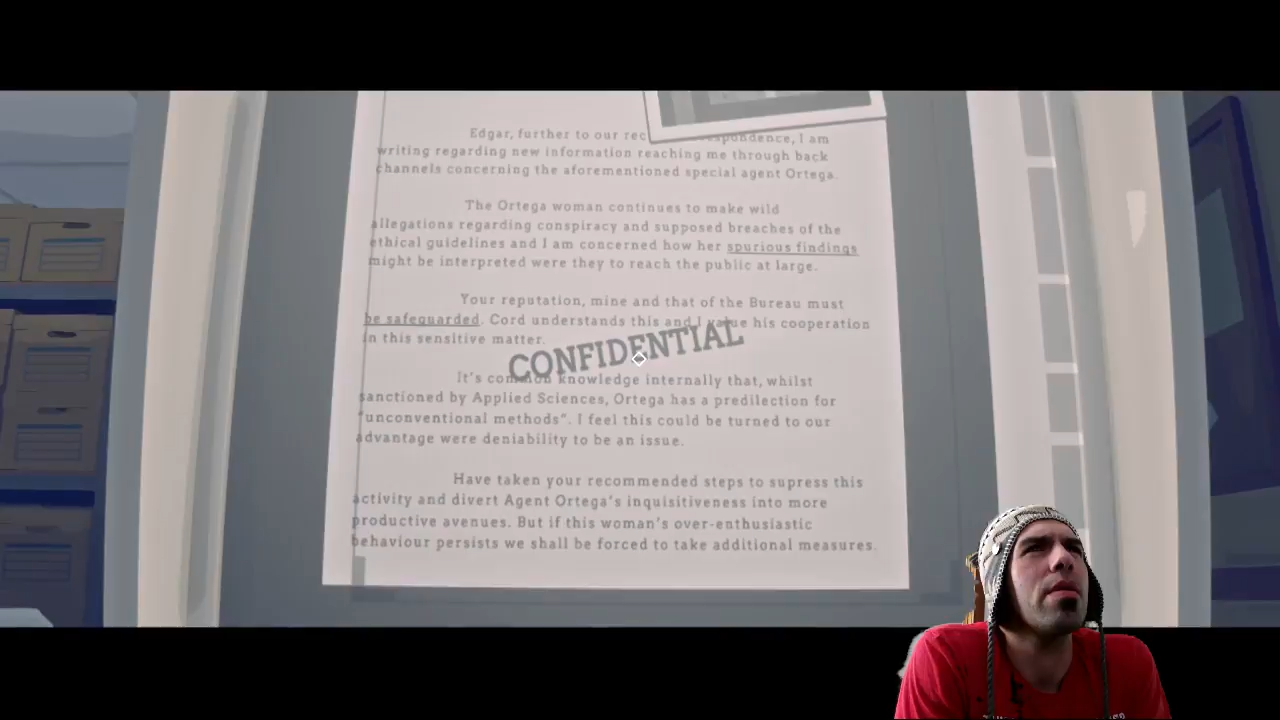 Edgar, further to our rec spondence, I am
writing regarding new information reaching me through back
channels concerning the aforementioned special agent Ortega.
The Ortega woman continues to make wild
allegations regarding conspiracy and supposed breaches of the
ethical guidelines and I am concerned how her spurious findings
might be interpreted were they to reach the public at large.
Your reputation, mine and that of the Bureau must
be safeguarded. Cord understands this and I value his cooperation
in this sensitive matter.
CONFIDENTIAL
It's common knowledge internally that, whilst
sanctioned by Applied Sciences, Ortega has a predilection for
"unconventional methods". I feel this could be turned to our
advantage were deniability to be an issue.
Have taken your recommended steps to supress this
activity and divert Agent Ortega's inquisitiveness into more
productive avenues. But if this woman's over-enthusiastic
behaviour persists we shall be forced to take additional measures.